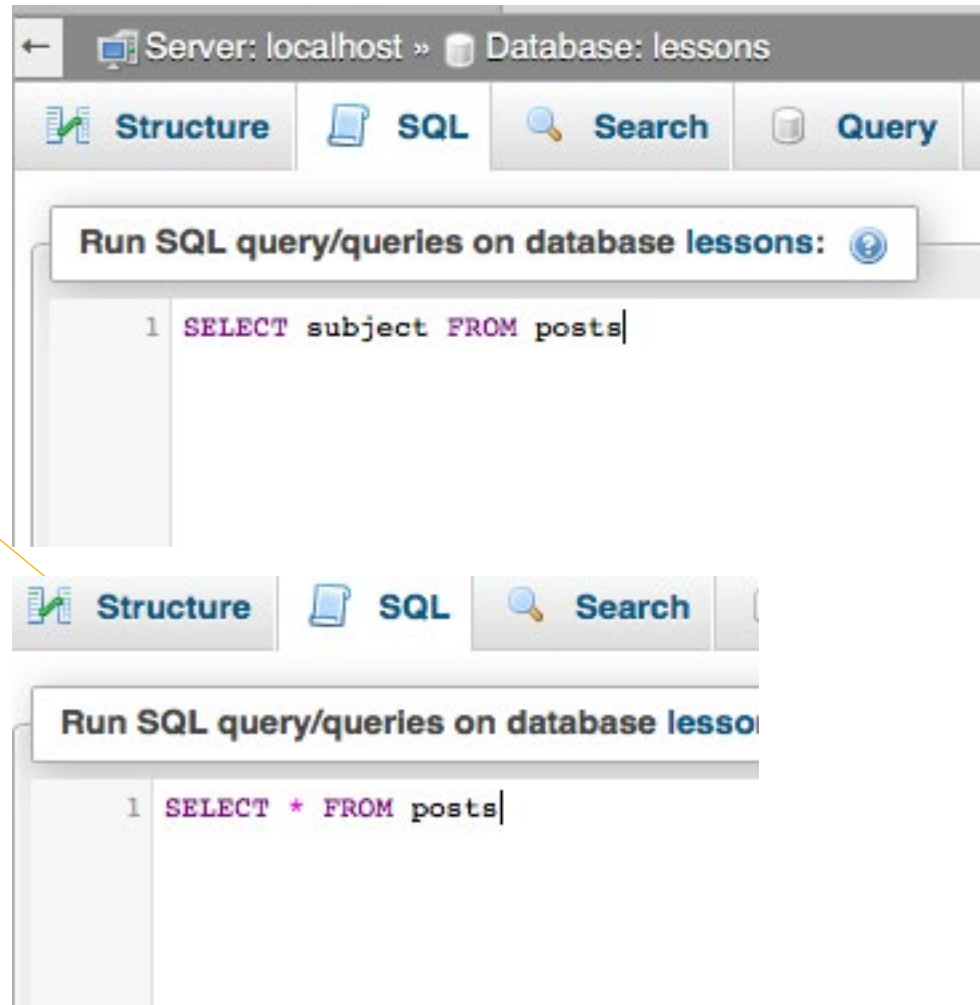 ← Server: localhost » Database: lessons
Structure SQL Search Query
Run SQL query/queries on database lessons:
1 SELECT subject FROM posts
Structure SQL Search
Run SQL query/queries on database lesso
1 SELECT * FROM posts